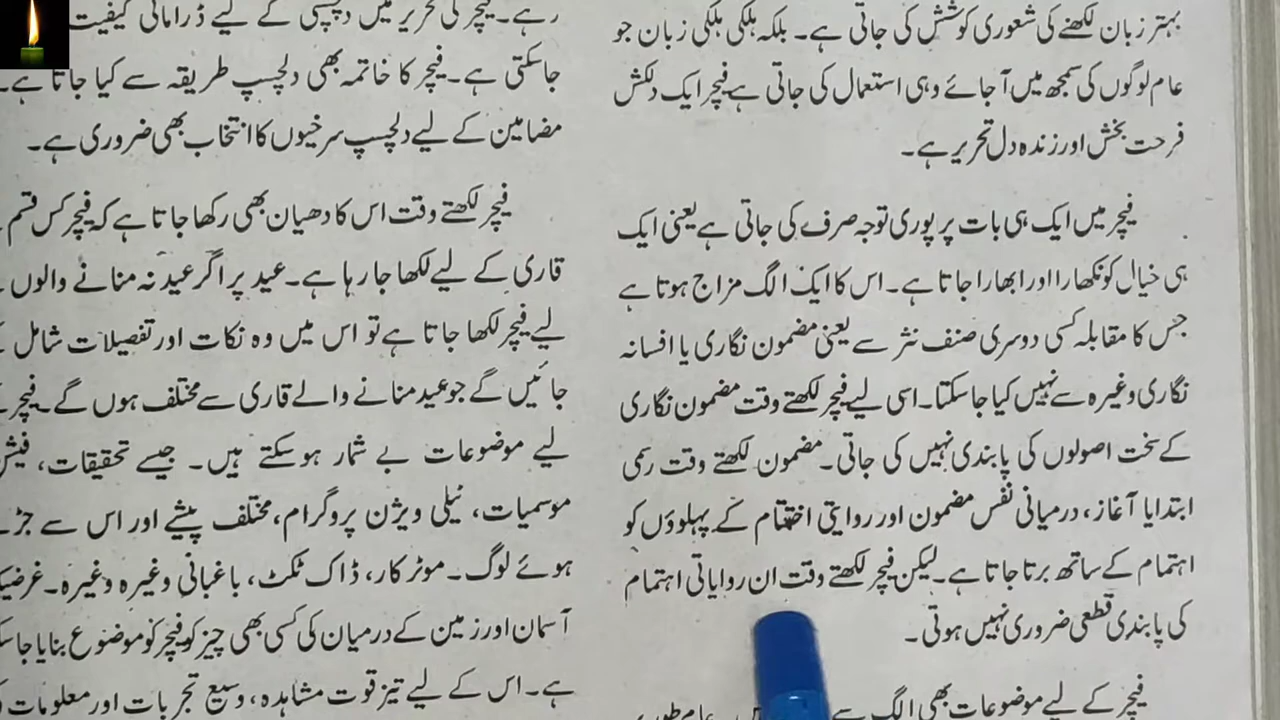 بہتر زبان لکھنے کی شعوری کوشش کی جاتی ہے۔ بلکہ ہلکی ہلکی زبان جو
عام لوگوں کی سمجھ میں آ جائے وہی استعمال کی جاتی ہے فیچر ایک دلکش
فرحت بخش اور زندہ دل تحریر ہے۔
فیچر میں ایک ہی بات پر پوری توجہ صرف کی جاتی ہے یعنی ایک
ہی خیال کو نکھارا اور ابھارا جاتا ہے۔ اس کا ایک الگ مزاج ہوتا ہے
جس کا مقابلہ کسی دوسری صنف نثر سے یعنی مضمون نگاری یا افسانہ
نگاری وغیرہ سے نہیں کیا جا سکتا۔ اسی لیے فیچر لکھتے وقت مضمون نگاری
کے سخت اصولوں کی پابندی نہیں کی جاتی۔ مضمون لکھتے وقت رسمی
ابتدا یا آغاز، درمیانی نفس مضمون اور روایتی اختتام کے پہلوؤں کو
اہتمام کے ساتھ برتا جاتا ہے۔ لیکن فیچر لکھتے وقت ان روایاتی اہتمام
کی پابندی قطعی ضروری نہیں ہوتی۔
فیچر کے لیے موضوعات بھی الگ سے
رہے۔ فیچر کی تحریر میں دلچسپی کے لیے ڈرامائی کیفیت
جا سکتی ہے۔ فیچر کا خاتمہ بھی دلچسپ طریقہ سے کیا جاتا ہے۔
مضامین کے لیے دلچسپ سرخیوں کا انتخاب بھی ضروری ہے۔
فیچر لکھتے وقت اس کا دھیان بھی رکھا جاتا ہے کہ فیچر کس قسم
قاری کے لیے لکھا جا رہا ہے۔ عید پر اگر عید نہ منانے والوں
لیے فیچر لکھا جاتا ہے تو اس میں وہ نکات اور تفصیلات شامل
جائیں گے جو عید منانے والے قاری سے مختلف ہوں گے۔ فیچر
لیے موضوعات بے شمار ہو سکتے ہیں۔ جیسے تحقیقات،
موسمیات، ٹیلی ویژن پروگرام، مختلف پیشے اور اس سے جڑے
ہوئے لوگ۔ موٹر کار، ڈاک ٹکٹ، باغبانی وغیرہ وغیرہ۔
آسمان اور زمین کے درمیان کی کسی بھی چیز کو فیچر کو موضوع بنایا جا
ہے۔ اس کے لیے تیز قوت مشاہدہ، وسیع تجربات اور معلومات